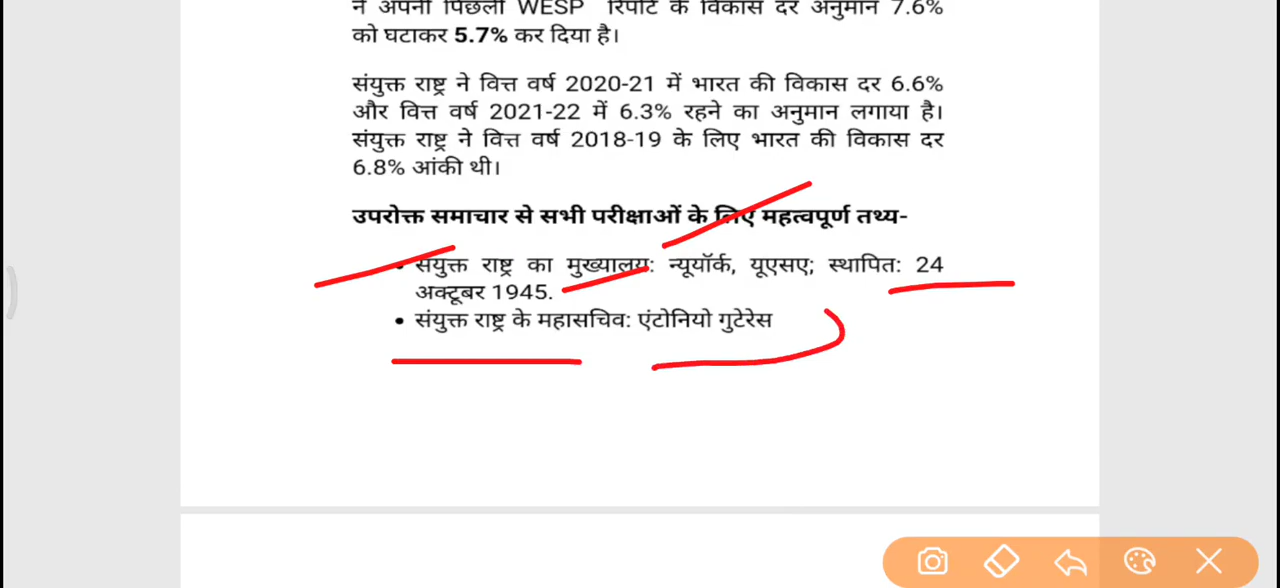 ने अपनी पिछली WESP रिपोर्ट के विकास दर अनुमान 7.6%
को घटाकर 5.7% कर दिया है।
संयुक्त राष्ट्र ने वित्त वर्ष 2020-21 में भारत की विकास दर 6.6%
और वित्त वर्ष 2021-22 में 6.3% रहने का अनुमान लगाया है।
संयुक्त राष्ट्र ने वित्त वर्ष 2018-19 के लिए भारत की विकास दर
6.8% आंकी थी।
उपरोक्त समाचार से सभी परीक्षाओं के लिए महत्वपूर्ण तथ्य-
• संयुक्त राष्ट्र का मुख्यालय: न्यूयॉर्क, यूएसए; स्थापित: 24
अक्टूबर 1945.
• संयुक्त राष्ट्र के महासचिव: एंटोनियो गुटेरेस